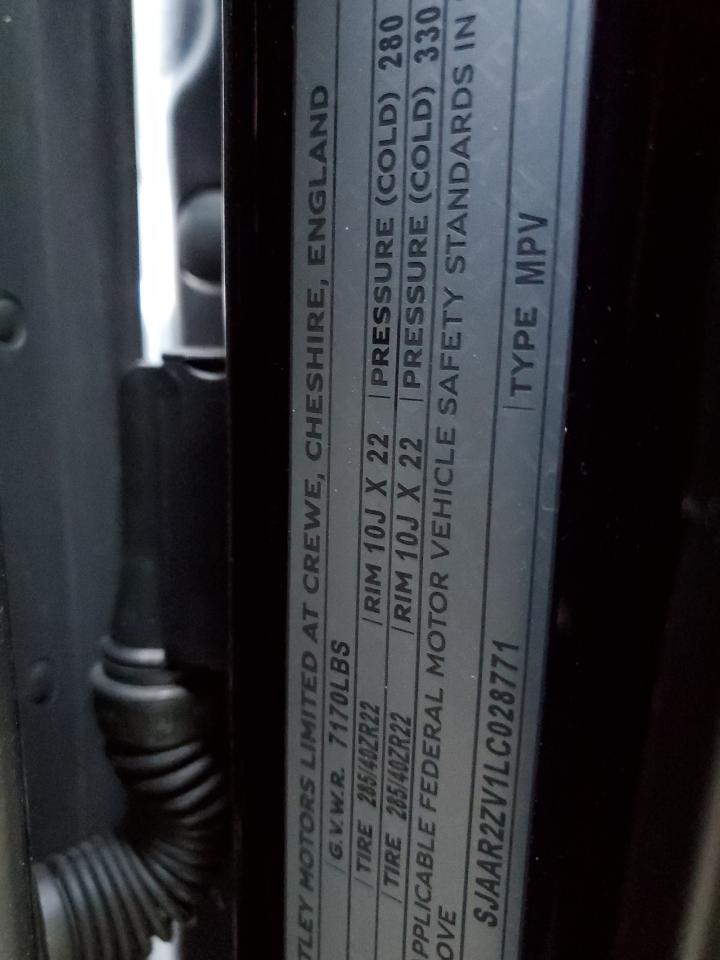 TLEY MOTORS LIMITED AT CREWE, CHESHIRE, ENGLAND
G.V.W.R. 7170LBS
TIRE 285/40ZR22 RIM 10J X 22 PRESSURE (COLD) 280
TIRE 285/40ZR22 RIM 10J X 22 PRESSURE (COLD) 330
PPLICABLE FEDERAL MOTOR VEHICLE SAFETY STANDARDS IN
OVE
SJAAR2ZV1LC028771 TYPE MPV